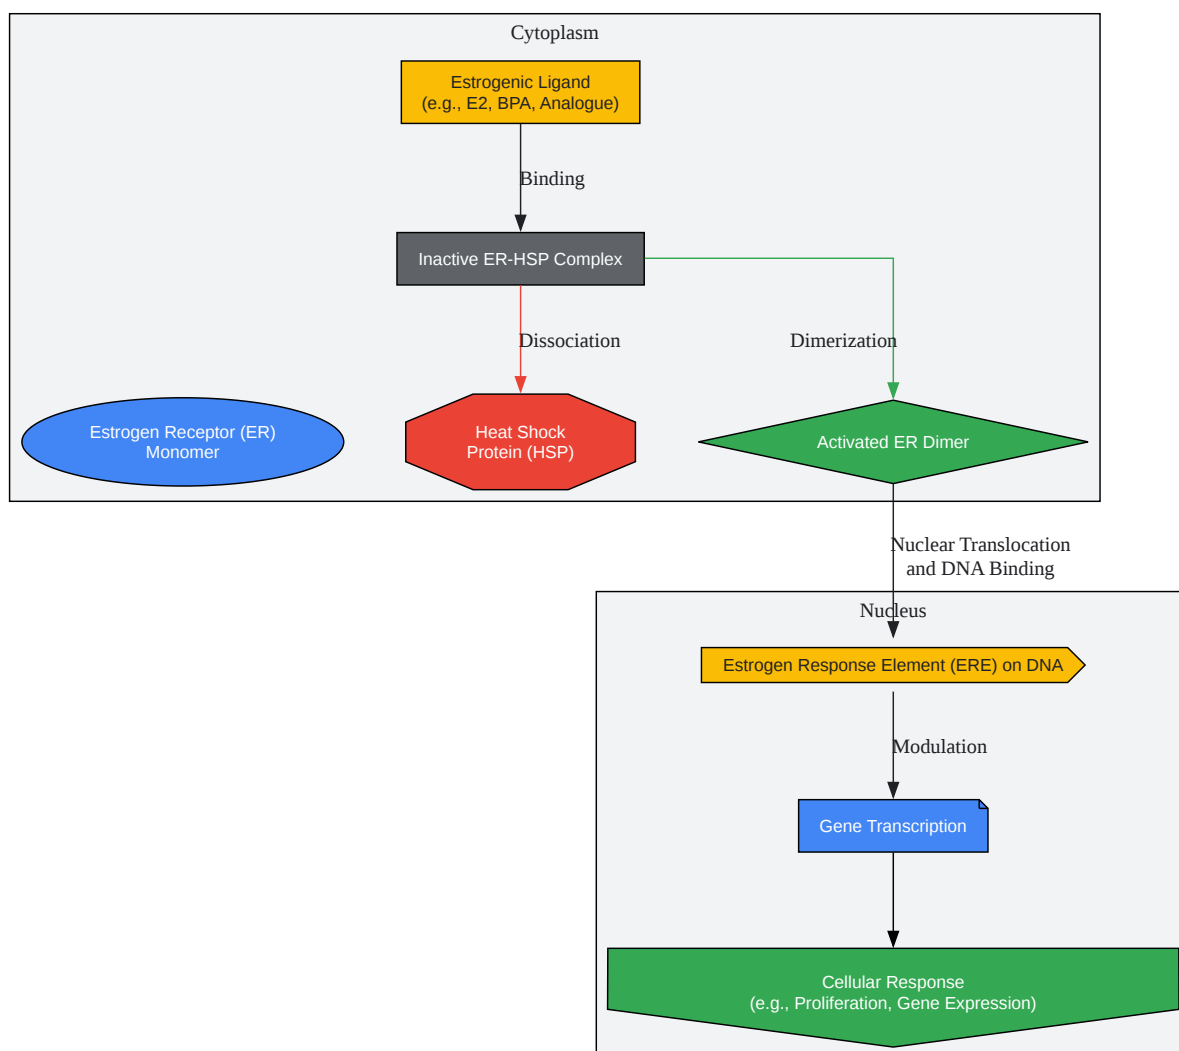 Cytoplasm
Estrogenic Ligand
(e.g., E2, BPA, Analogue)
Binding
Inactive ER-HSP Complex
Dissociation
Dimerization
Estrogen Receptor (ER)
Monomer
Heat Shock
Protein (HSP)
Activated ER Dimer
Nuclear Translocation
and DNA Binding
Nucleus
Estrogen Response Element (ERE) on DNA
Modulation
Gene Transcription
Cellular Response
(e.g., Proliferation, Gene Expression)